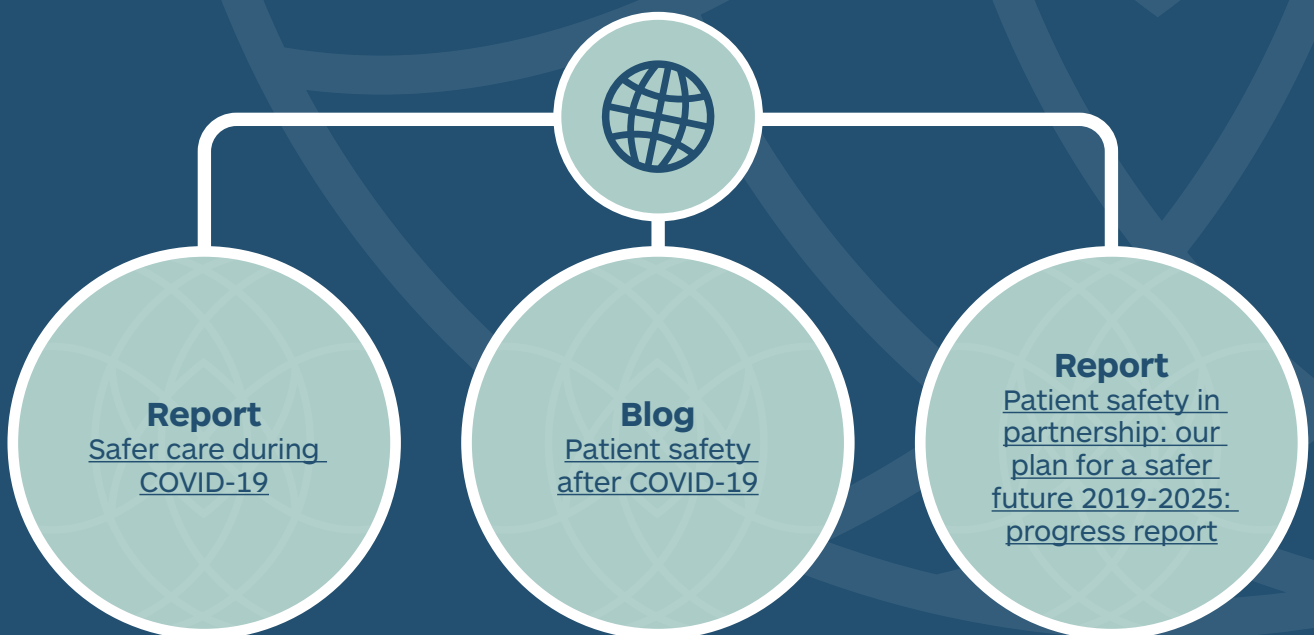 Report
Safer care during
COVID-19
Blog
Patient safety
after COVID-19
Report
Patient safety in
partnership: our
plan for a safer
future 2019-2025:
progress report